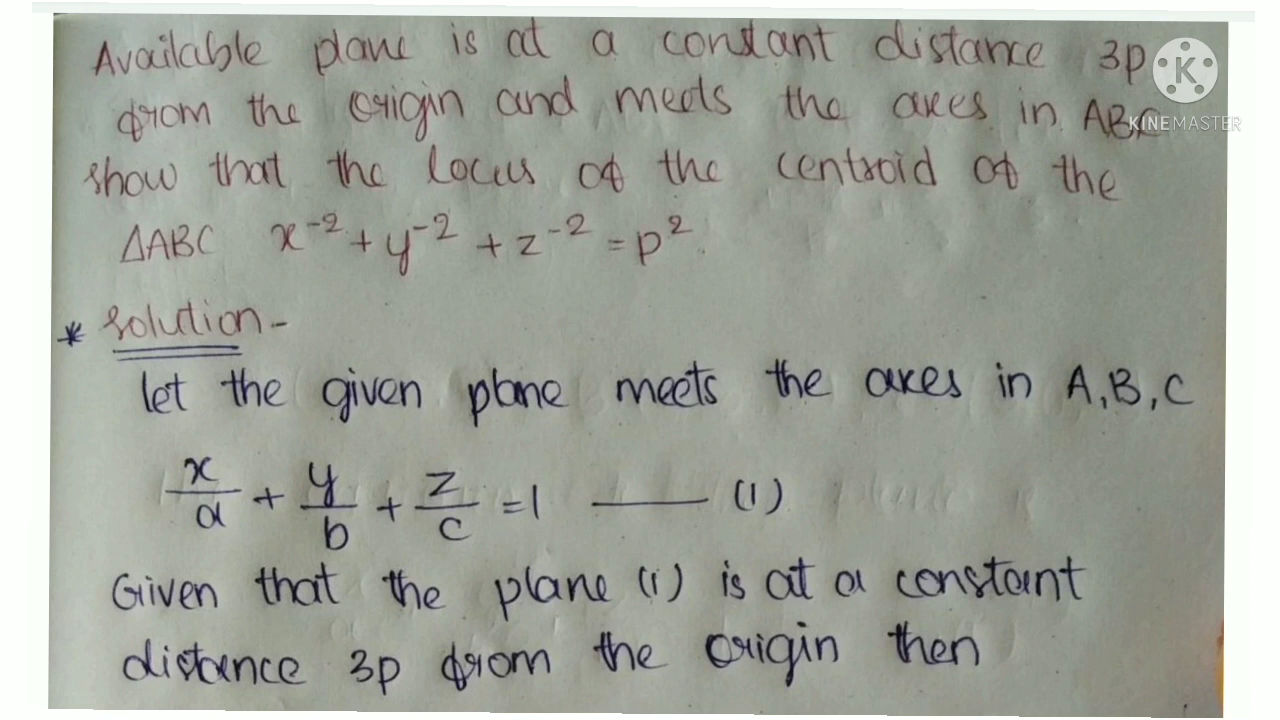 Available plane is at a constant distance 3p
from the origin and meets the axes in ABC
show that the locus of the centroid of the
ΔABC x⁻² + y⁻² + z⁻² = p²
* Solution -
let the given plane meets the axes in A, B, C
x/a + y/b + z/c = 1 —— (1)
Given that the plane (1) is at a constant
distance 3p from the origin then
K
KINEMASTER